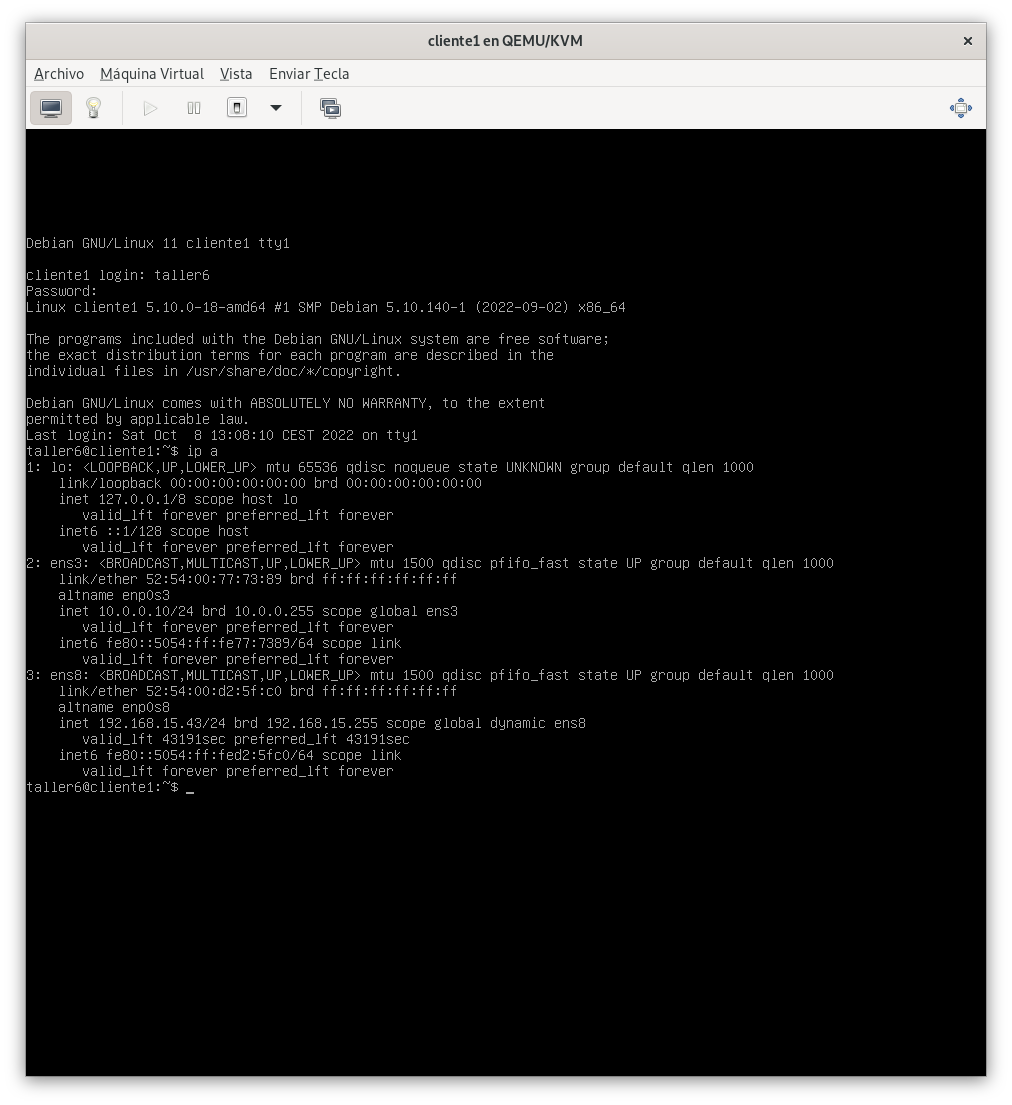 cliente1 en QEMU/KVM
Archivo Máquina Virtual Vista Enviar Tecla
Debian GNU/Linux 11 cliente1 tty1
cliente1 login: taller6
Password:
Linux cliente1 5.10.0-18-amd64 #1 SMP Debian 5.10.140-1 (2022-09-02) x86_64
The programs included with the Debian GNU/Linux system are free software;
the exact distribution terms for each program are described in the
individual files in /usr/share/doc/*/copyright.
Debian GNU/Linux comes with ABSOLUTELY NO WARRANTY, to the extent
permitted by applicable law.
Last login: Sat Oct  8 13:08:10 CEST 2022 on tty1
taller6@cliente1:~$ ip a
1: lo: <LOOPBACK,UP,LOWER_UP> mtu 65536 qdisc noqueue state UNKNOWN group default qlen 1000
    link/loopback 00:00:00:00:00:00 brd 00:00:00:00:00:00
    inet 127.0.0.1/8 scope host lo
       valid_lft forever preferred_lft forever
    inet6 ::1/128 scope host
       valid_lft forever preferred_lft forever
2: ens3: <BROADCAST,MULTICAST,UP,LOWER_UP> mtu 1500 qdisc pfifo_fast state UP group default qlen 1000
    link/ether 52:54:00:77:73:89 brd ff:ff:ff:ff:ff:ff
    altname enp0s3
    inet 10.0.0.10/24 brd 10.0.0.255 scope global ens3
       valid_lft forever preferred_lft forever
    inet6 fe80::5054:ff:fe77:7389/64 scope link
       valid_lft forever preferred_lft forever
3: ens8: <BROADCAST,MULTICAST,UP,LOWER_UP> mtu 1500 qdisc pfifo_fast state UP group default qlen 1000
    link/ether 52:54:00:d2:5f:c0 brd ff:ff:ff:ff:ff:ff
    altname enp0s8
    inet 192.168.15.43/24 brd 192.168.15.255 scope global dynamic ens8
       valid_lft 43191sec preferred_lft 43191sec
    inet6 fe80::5054:ff:fed2:5fc0/64 scope link
       valid_lft forever preferred_lft forever
taller6@cliente1:~$ _